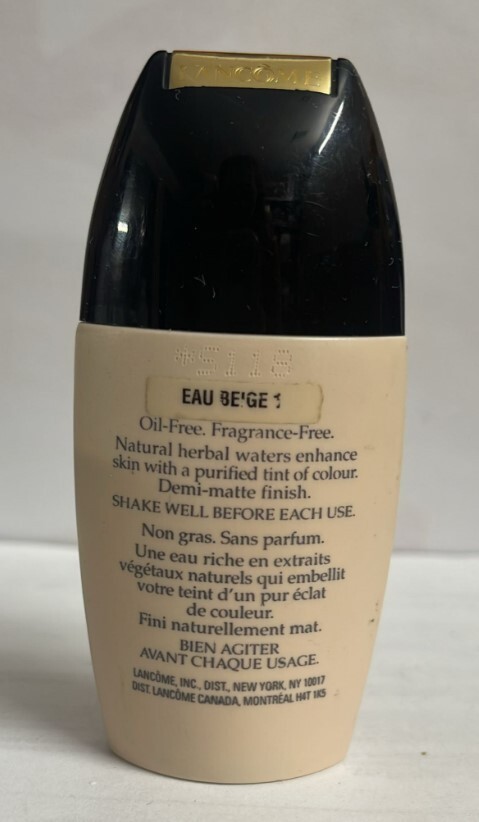 LANCÔME
EAU BEIGE 1
Oil-Free. Fragrance-Free.
Natural herbal waters enhance
skin with a purified tint of colour.
Demi-matte finish.
SHAKE WELL BEFORE EACH USE.
Non gras. Sans parfum.
Une eau riche en extraits
végétaux naturels qui embellit
votre teint d'un pur éclat
de couleur.
Fini naturellement mat.
BIEN AGITER
AVANT CHAQUE USAGE.
LANCÔME, INC., DIST., NEW YORK, NY 10017
DIST. LANCÔME CANADA, MONTRÉAL H4T 1K5